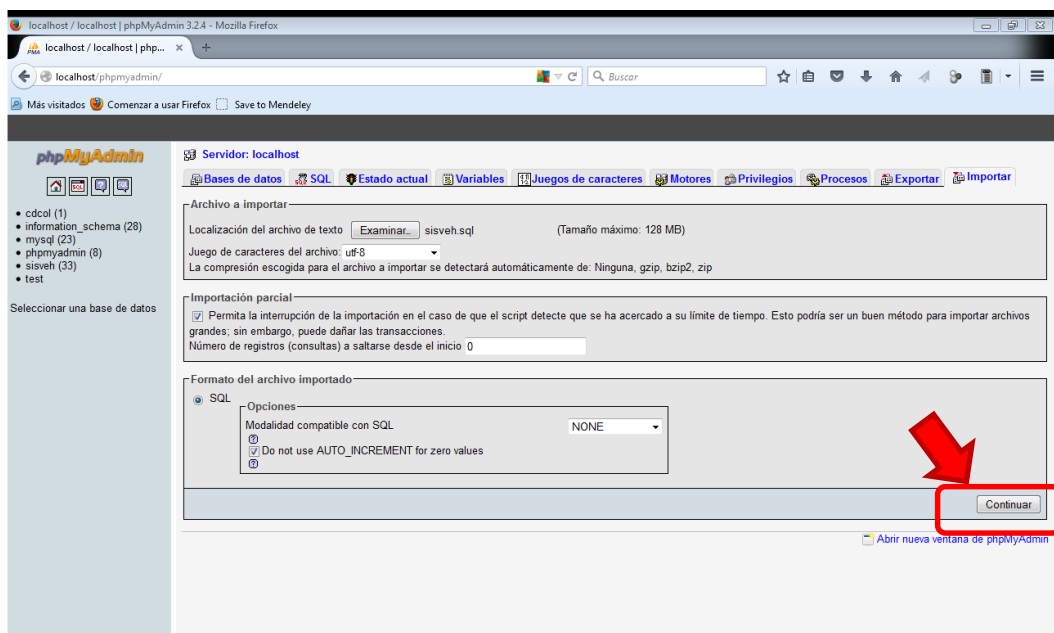 localhost / localhost | phpMyAdmin 3.2.4 - Mozilla Firefox
localhost / localhost | php...
localhost/phpmyadmin/
Buscar
Más visitados Comenzar a usar Firefox Save to Mendeley
phpMyAdmin
SQL
cdcol (1)
information_schema (28)
mysql (23)
phpmyadmin (8)
sisveh (33)
test
Seleccionar una base de datos
Servidor: localhost
Bases de datos SQL Estado actual Variables Juegos de caracteres Motores Privilegios Procesos Exportar Importar
Archivo a importar
Localización del archivo de texto Examinar... sisveh.sql (Tamaño máximo: 128 MB)
Juego de caracteres del archivo: utf-8
La compresión escogida para el archivo a importar se detectará automáticamente de: Ninguna, gzip, bzip2, zip
Importación parcial
Permita la interrupción de la importación en el caso de que el script detecte que se ha acercado a su límite de tiempo. Esto podría ser un buen método para importar archivos
grandes; sin embargo, puede dañar las transacciones.
Número de registros (consultas) a saltarse desde el inicio 0
Formato del archivo importado
SQL
Opciones
Modalidad compatible con SQL NONE
Do not use AUTO_INCREMENT for zero values
Continuar
Abrir nueva ventana de phpMyAdmin